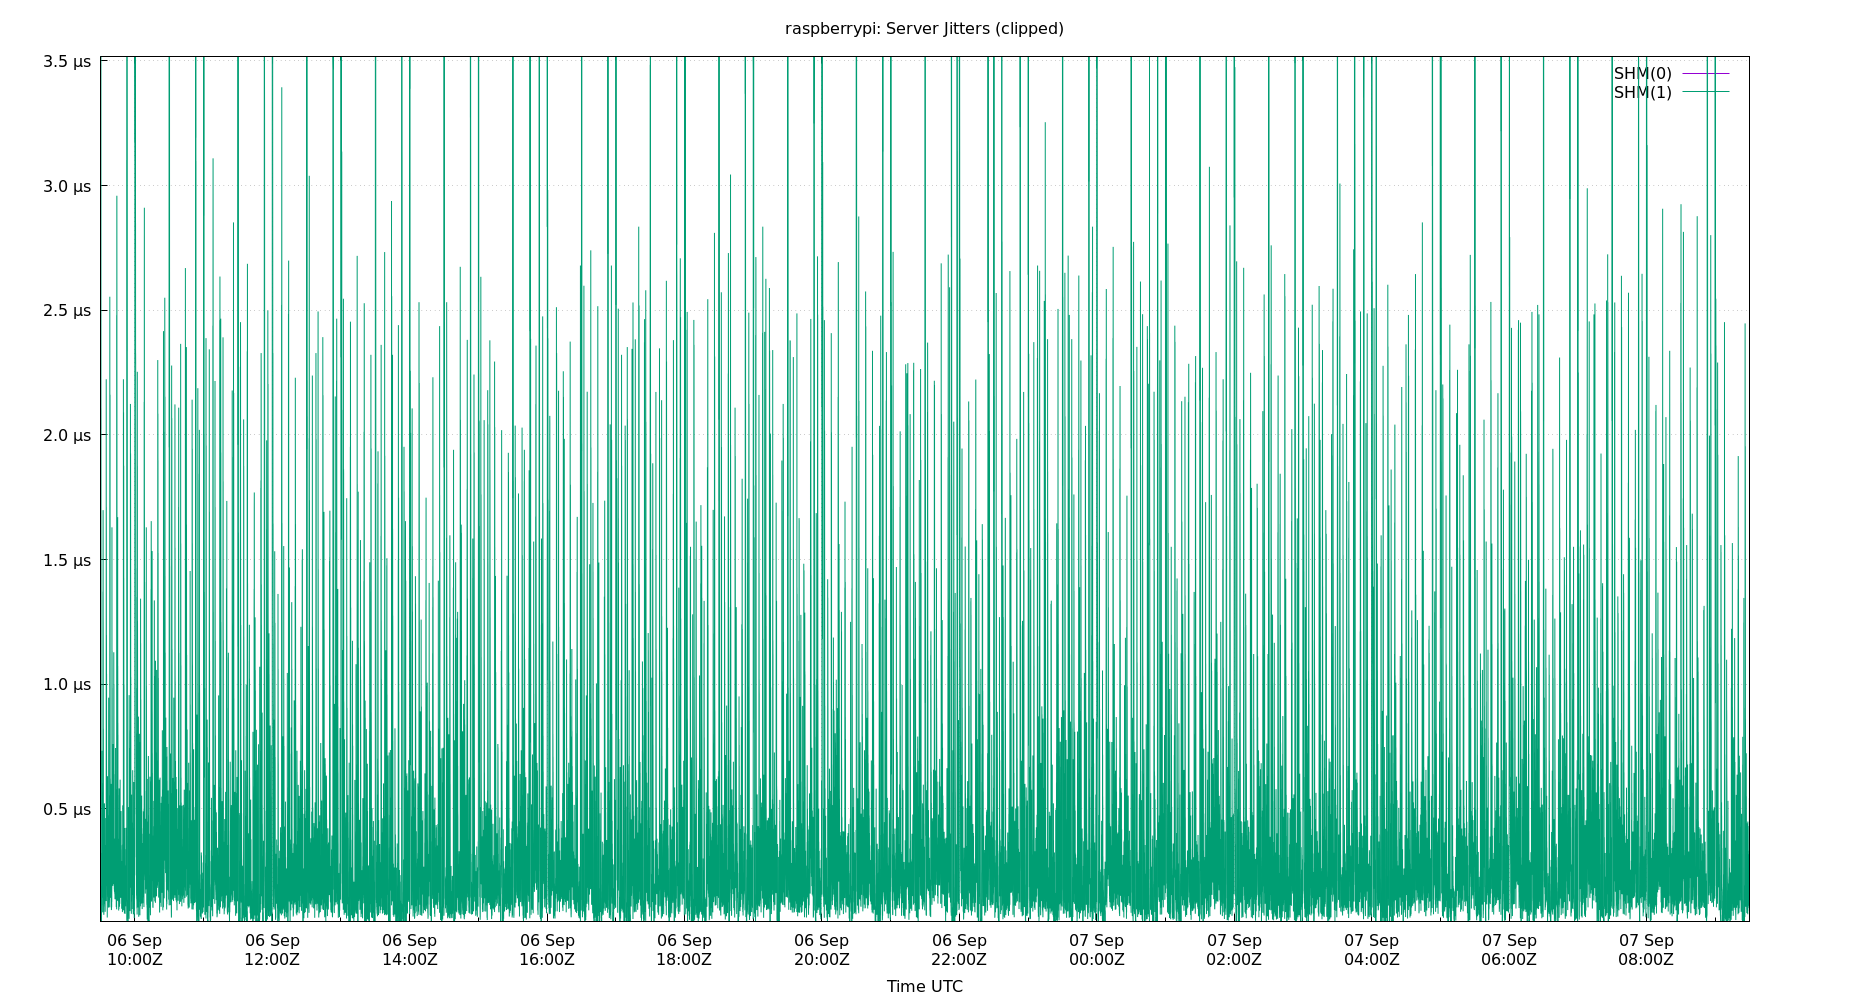 raspberrypi: Server Jitters (clipped)
3.5 µs
3.0 µs
2.5 µs
2.0 µs
1.5 µs
1.0 µs
0.5 µs
SHM(0)
SHM(1)
06 Sep 06 Sep 06 Sep 06 Sep 06 Sep 06 Sep 06 Sep 07 Sep 07 Sep 07 Sep 07 Sep 07 Sep
10:00Z 12:00Z 14:00Z 16:00Z 18:00Z 20:00Z 22:00Z 00:00Z 02:00Z 04:00Z 06:00Z 08:00Z
Time UTC